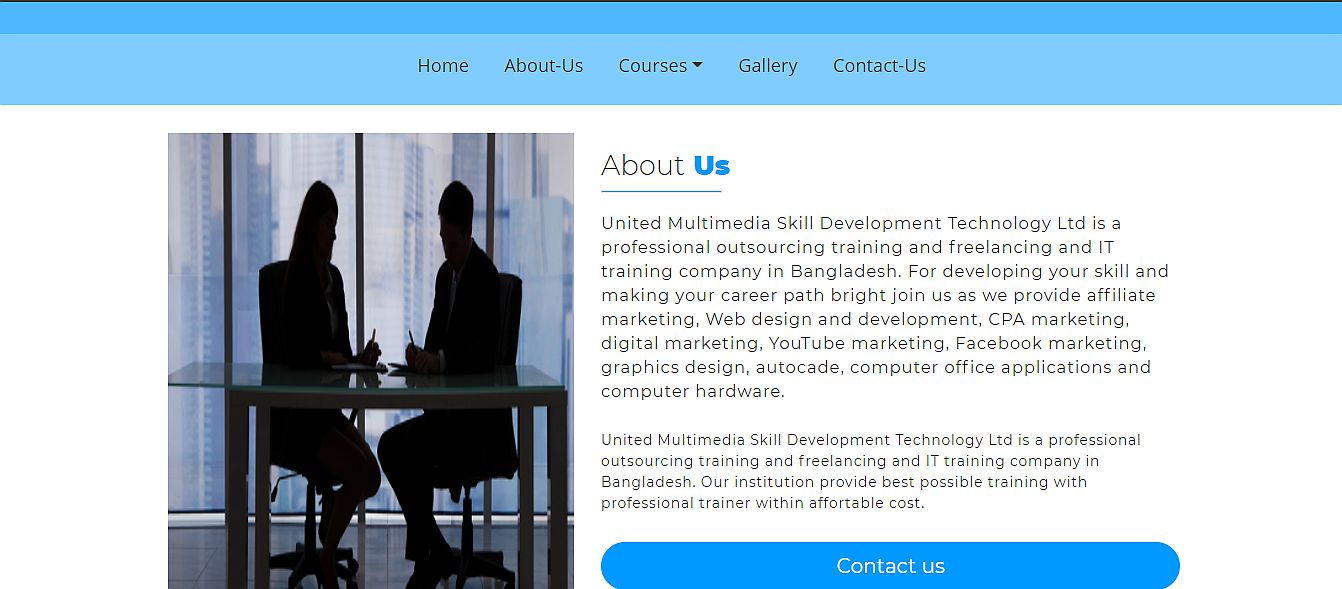 Home About-Us Courses Gallery Contact-Us
About Us
United Multimedia Skill Development Technology Ltd is a
professional outsourcing training and freelancing and IT
training company in Bangladesh. For developing your skill and
making your career path bright join us as we provide affiliate
marketing, Web design and development, CPA marketing,
digital marketing, YouTube marketing, Facebook marketing,
graphics design, autocade, computer office applications and
computer hardware.
United Multimedia Skill Development Technology Ltd is a professional
outsourcing training and freelancing and IT training company in
Bangladesh. Our institution provide best possible training with
professional trainer within affortable cost.
Contact us